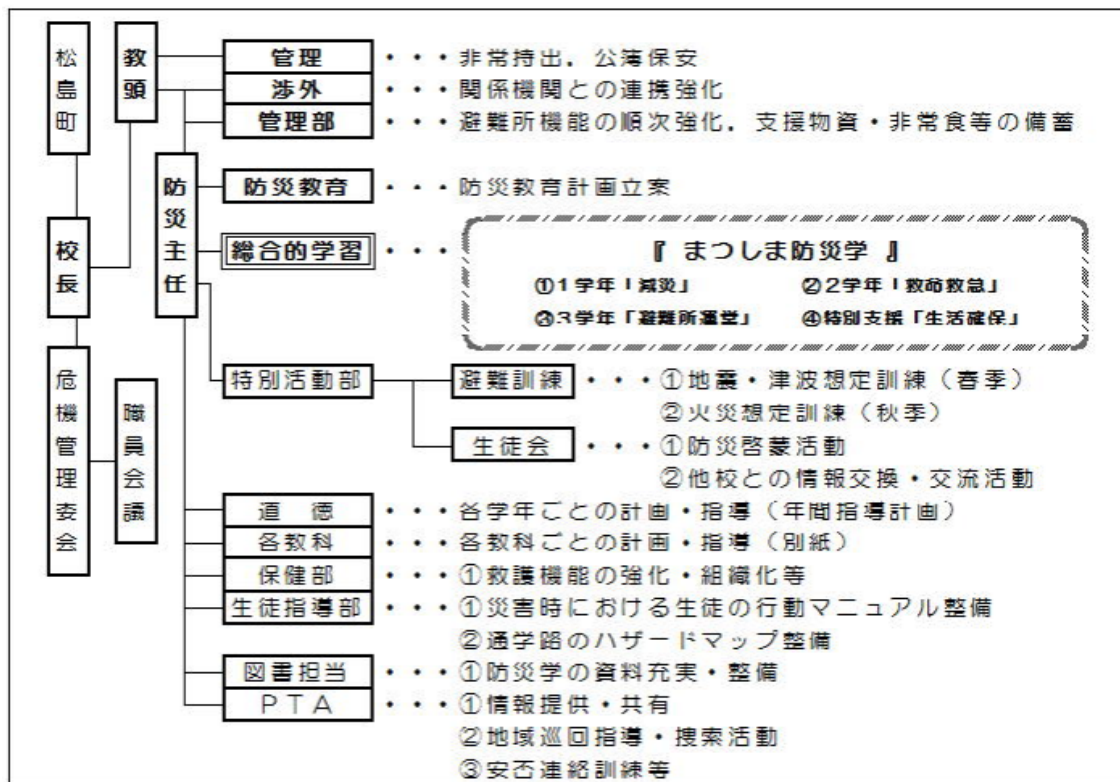 松島町
教頭
管理 ・・・非常持出，公簿保安
渉外 ・・・関係機関との連携強化
管理部 ・・・避難所機能の順次強化，支援物資・非常食等の備蓄
防災主任
防災教育 ・・・防災教育計画立案
校長
総合的学習 ・・・
『 まつしま防災学 』
①１学年「減災」 ②２学年「救命救急」
③３学年「避難所運営」 ④特別支援「生活確保」
危機管理委会
職員会議
特別活動部
避難訓練 ・・・①地震・津波想定訓練（春季）
②火災想定訓練（秋季）
生徒会 ・・・①防災啓蒙活動
②他校との情報交換・交流活動
道 徳 ・・・各学年ごとの計画・指導（年間指導計画）
各教科 ・・・各教科ごとの計画・指導（別紙）
保健部 ・・・①救護機能の強化・組織化等
生徒指導部 ・・・①災害時における生徒の行動マニュアル整備
②通学路のハザードマップ整備
図書担当 ・・・①防災学の資料充実・整備
ＰＴＡ ・・・①情報提供・共有
②地域巡回指導・捜索活動
③安否連絡訓練等